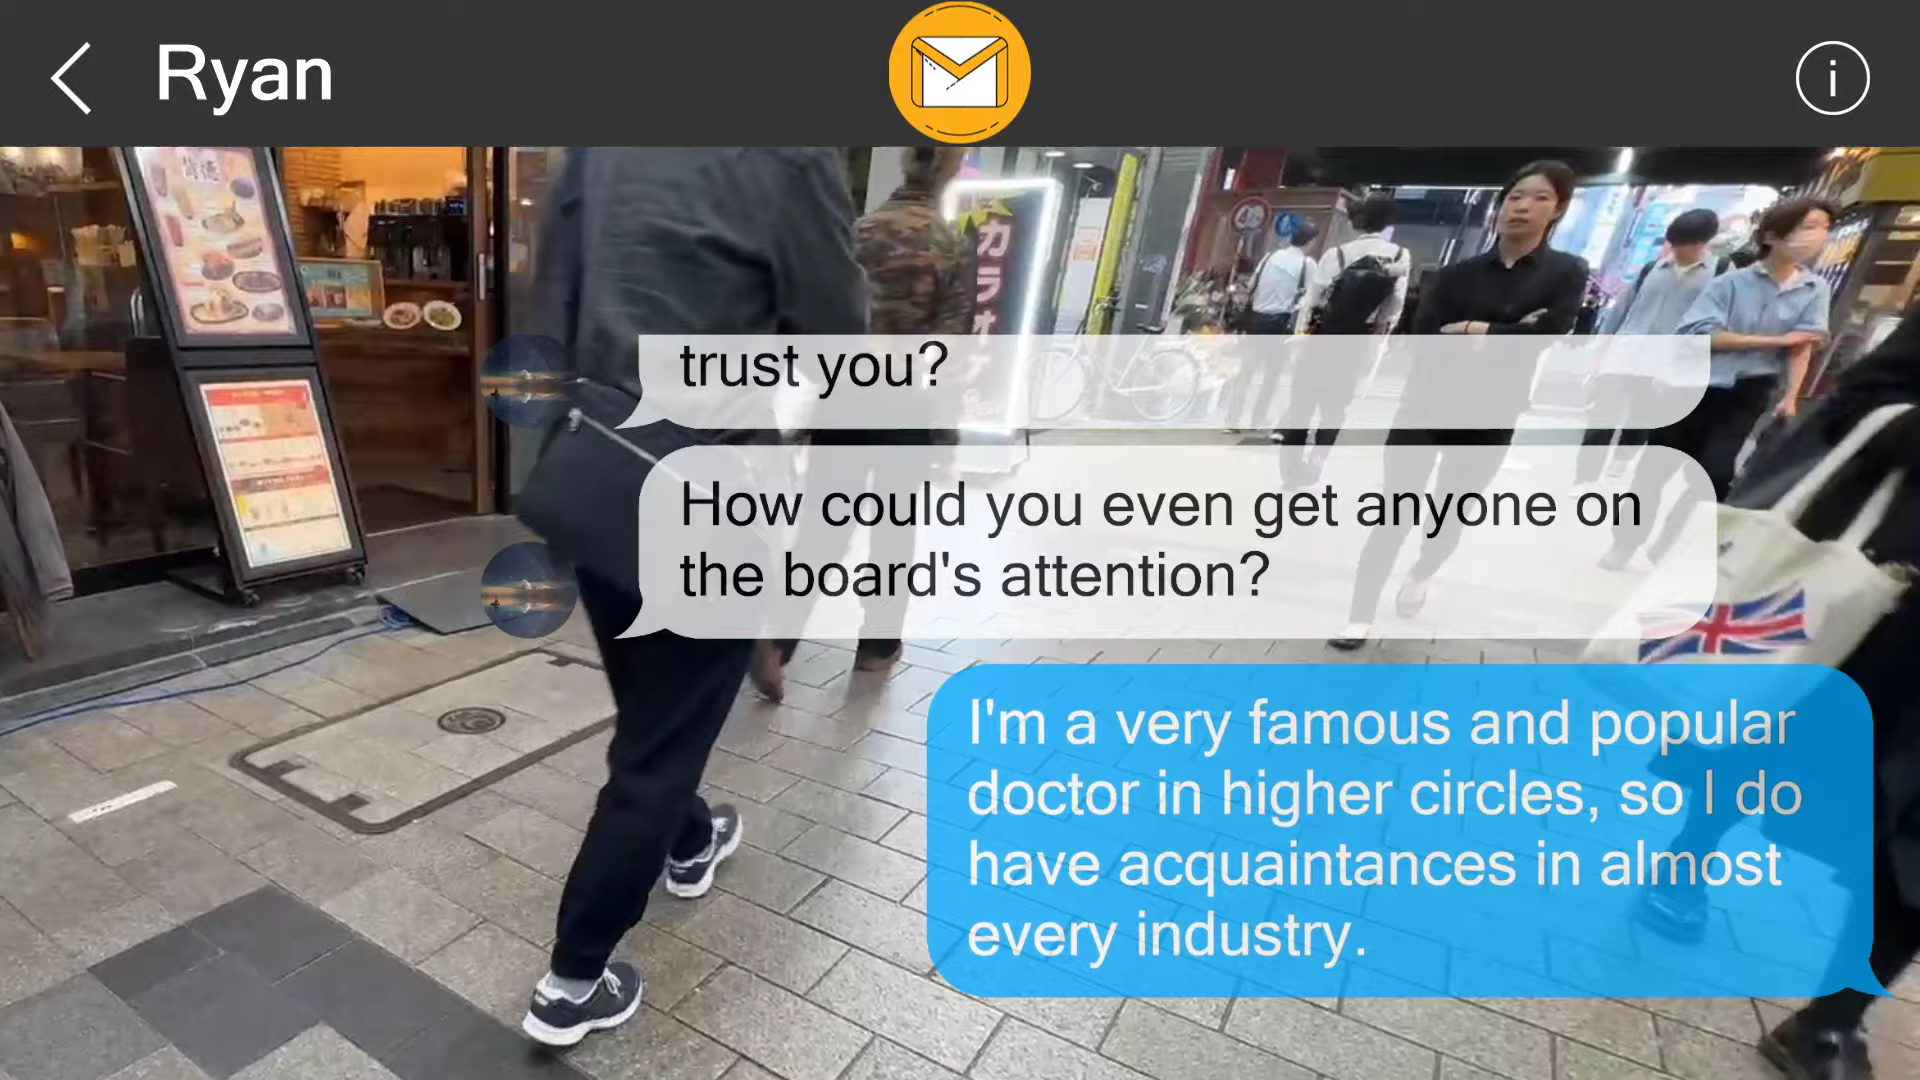 Ryan
trust you?
How could you even get anyone on
the board's attention?
I'm a very famous and popular
doctor in higher circles, so I do
have acquaintances in almost
every industry.
カラオケ